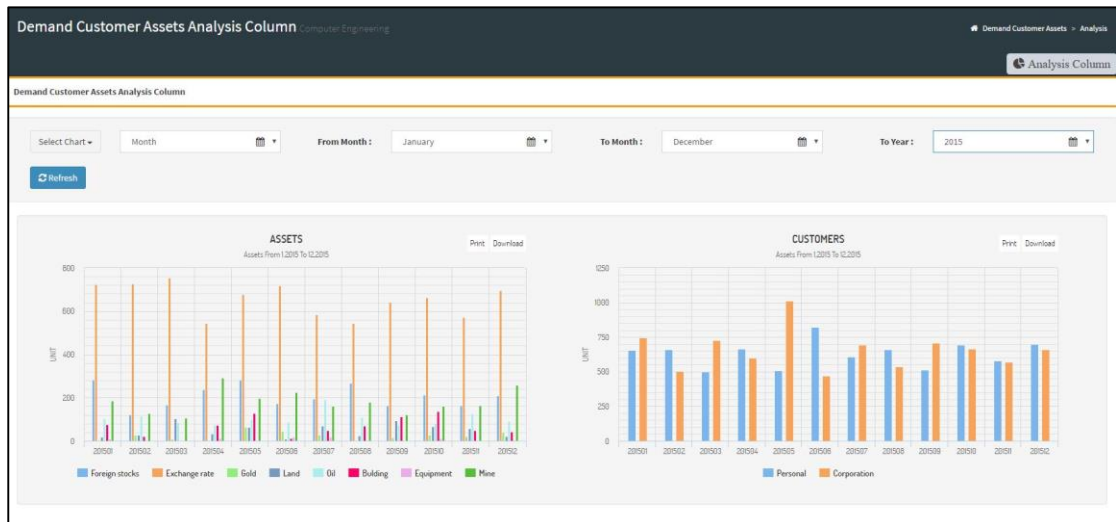 Demand Customer Assets Analysis Column Computer Engineering
Demand Customer Assets > Analysis
Analysis Column
Demand Customer Assets Analysis Column
Select Chart
Month
From Month :
January
To Month :
December
To Year :
2015
Refresh
ASSETS
Assets From 1,2015 To 12,2015
Print Download
800
600
400
200
0
UNIT
201501 201502 201503 201504 201505 201506 201507 201508 201509 201510 201511 201512
Foreign stocks Exchange rate Gold Land Oil Bulding Equipment Mine
CUSTOMERS
Assets From 1,2015 To 12,2015
Print Download
1250
1000
750
500
250
0
UNIT
201501 201502 201503 201504 201505 201506 201507 201508 201509 201510 201511 201512
Personal Corporation